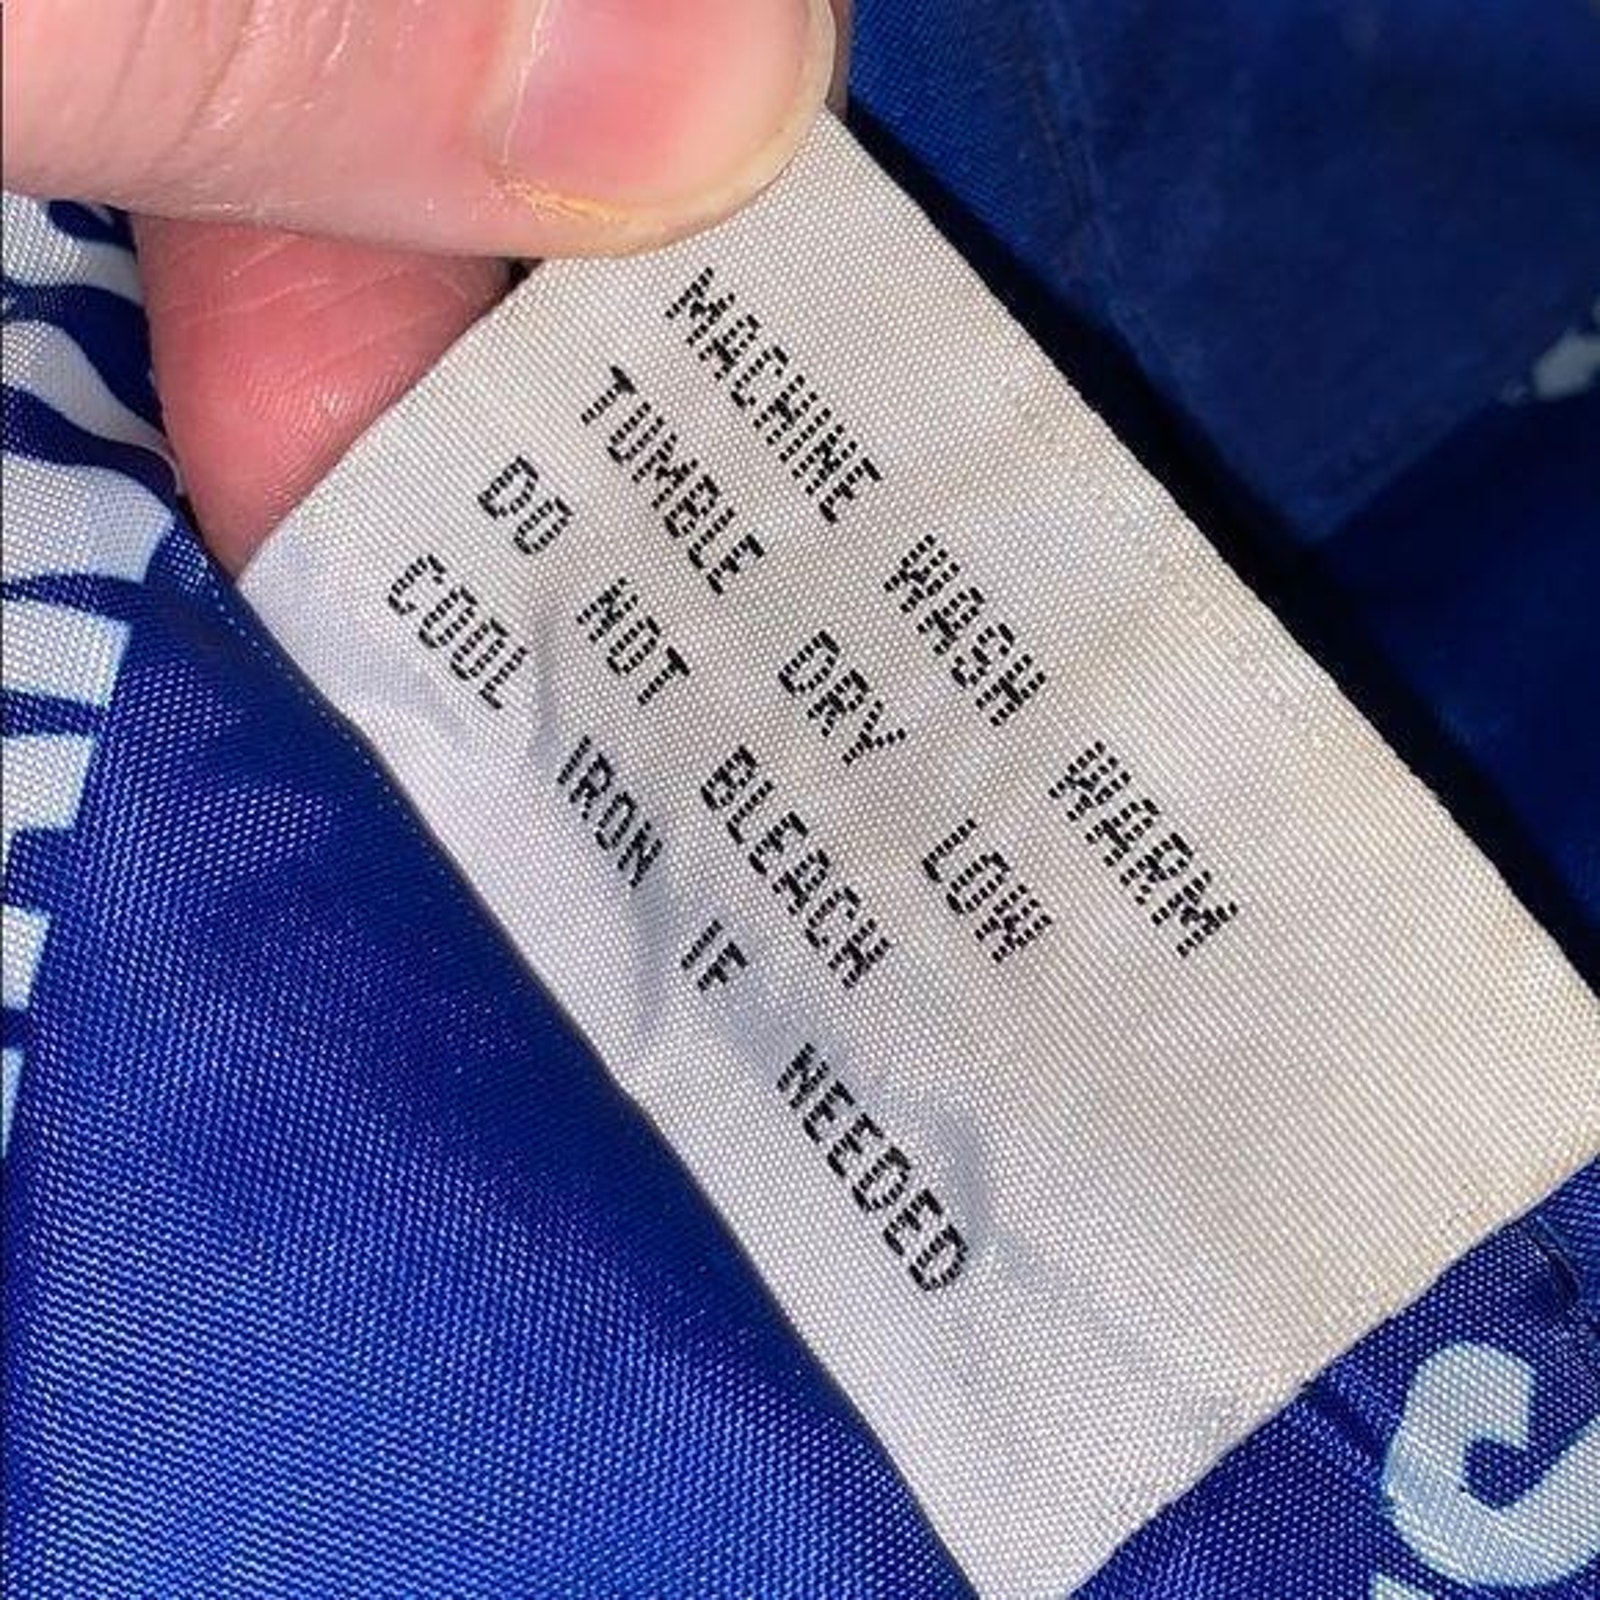 MACHINE WASH WARM
TUMBLE DRY LOW
DO NOT BLEACH
COOL IRON IF NEEDED